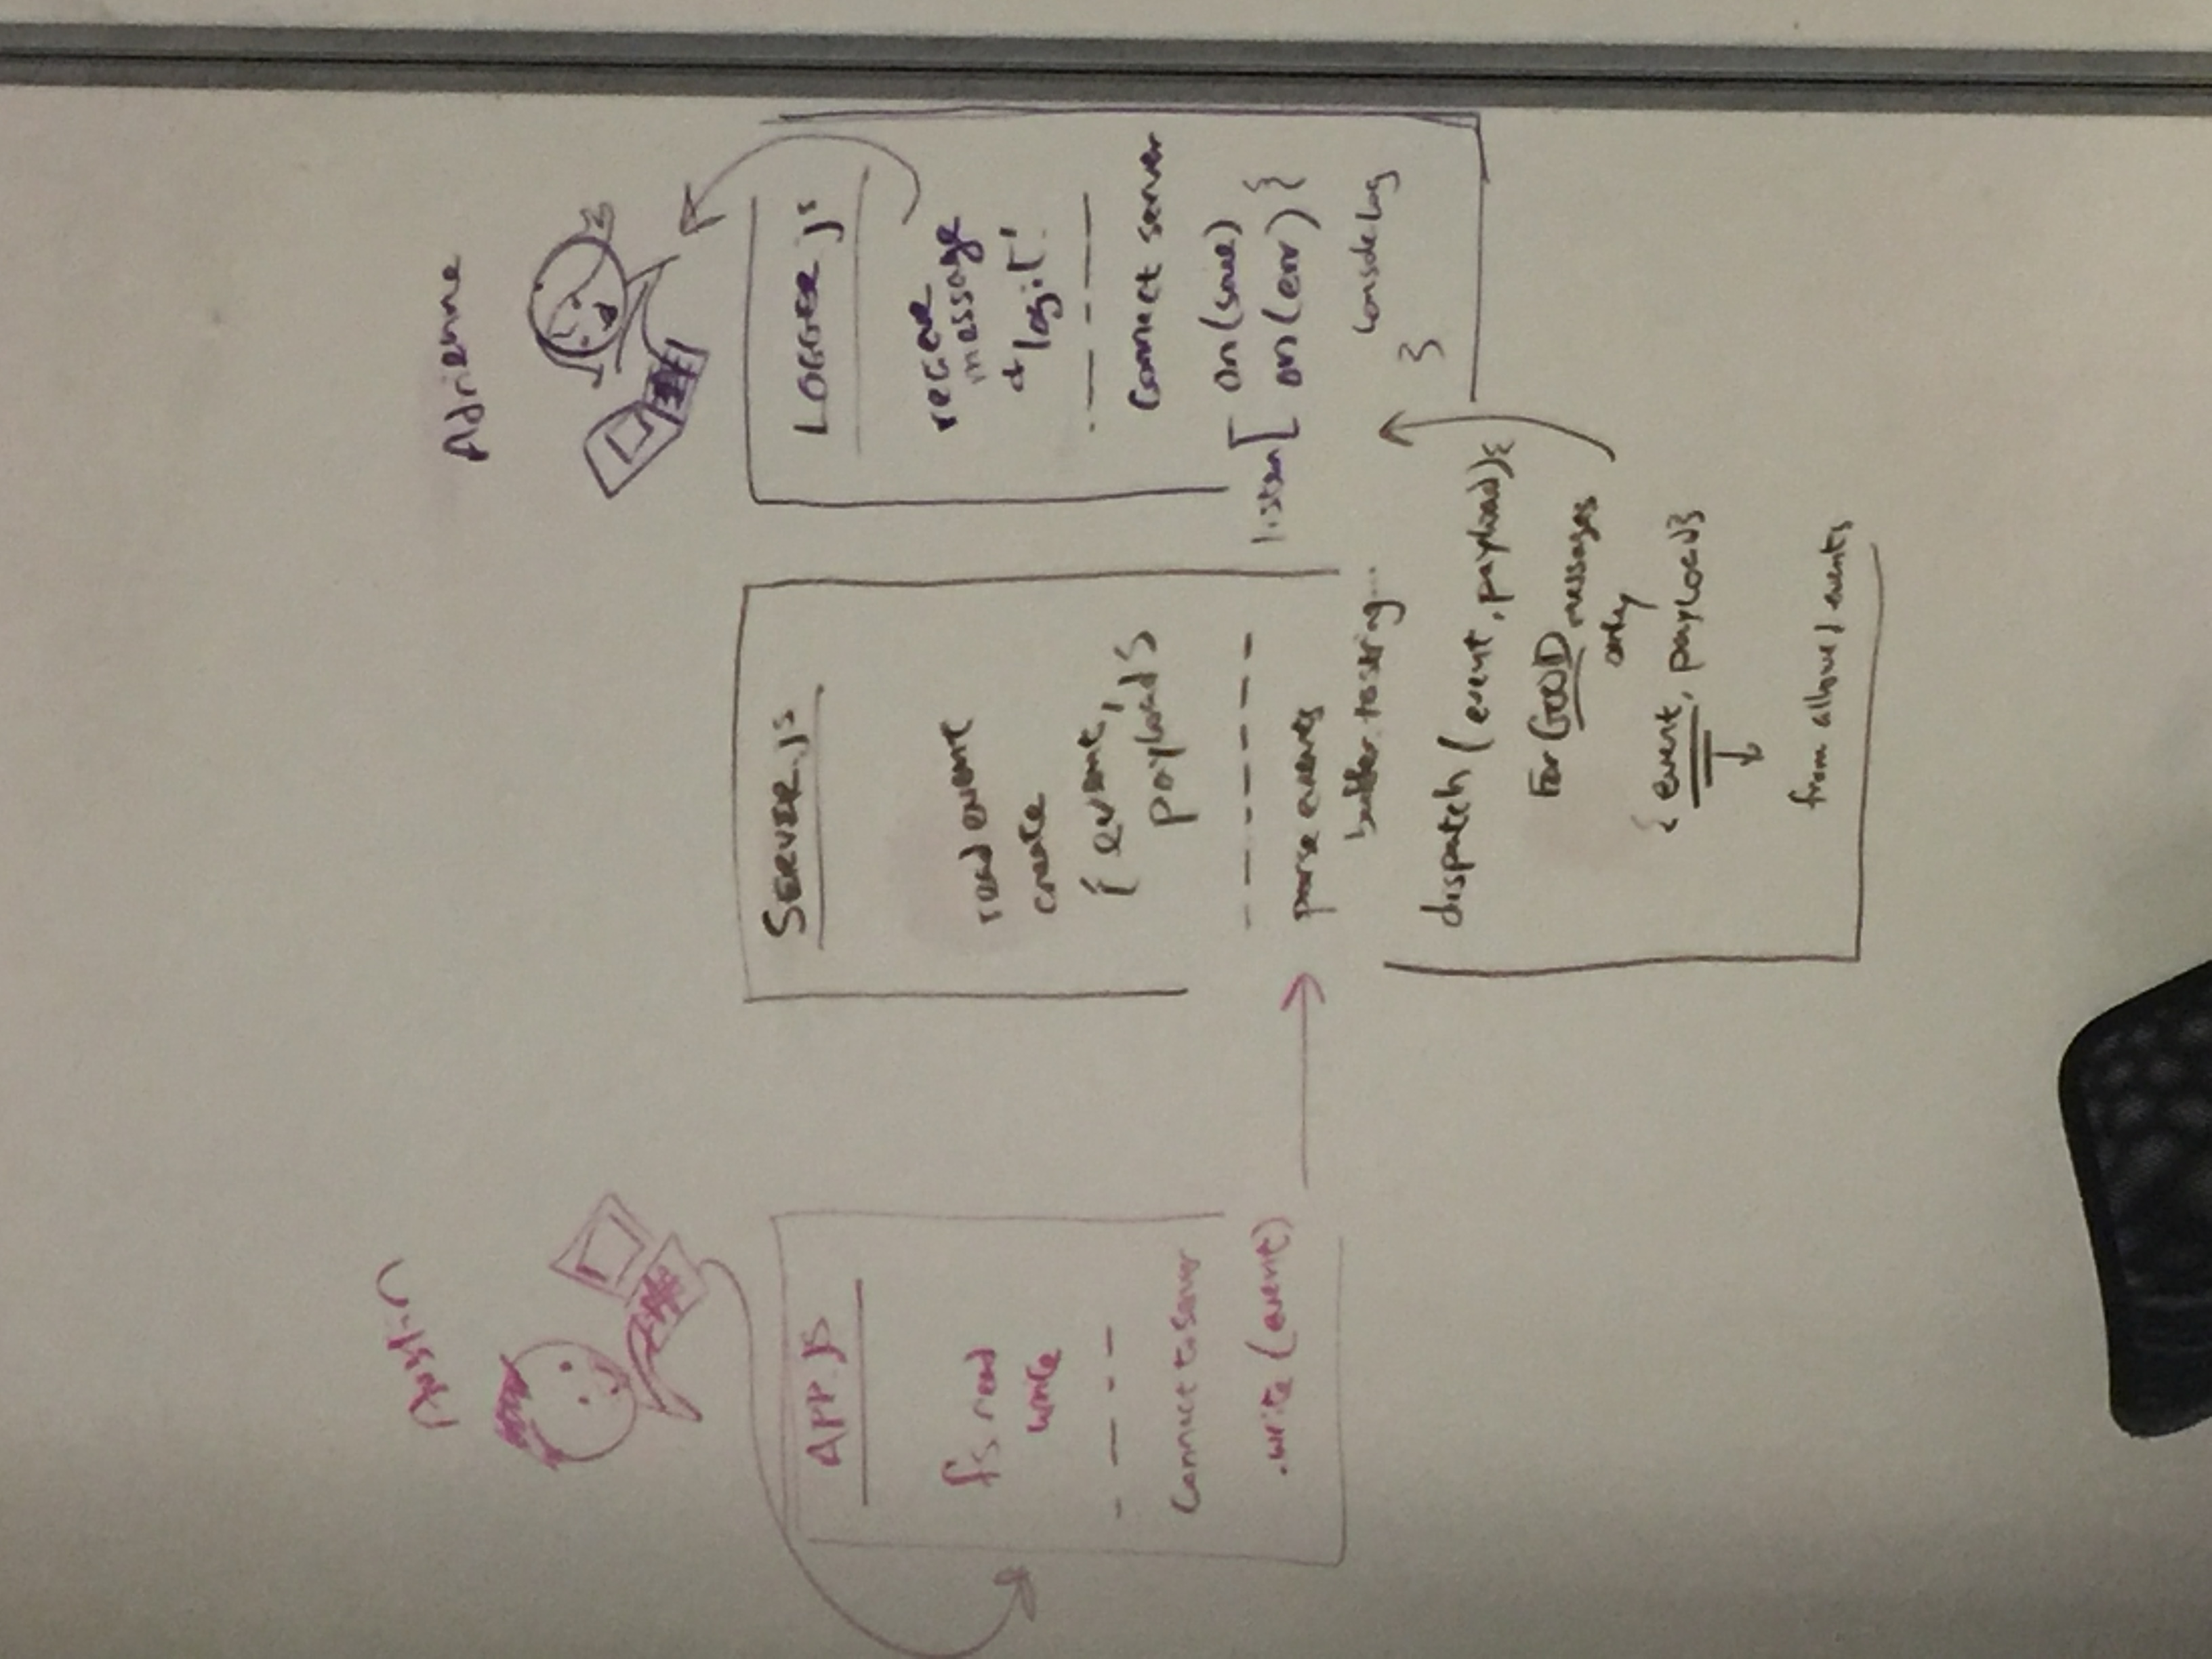 Austin
Adrienne
APP.JS
fs read
write
Connect to Server
.write (event)
SERVER.js
read event
create
{ event,
payload }
parse events
buffer.tostring...
dispatch (event, payload){
For GOOD messages
only
{ event, payload}
from allowed events
LOGGER.js
recieve
message
+ "log it"
Connect server
listen [ on (save)
on (err) {
console.log
}